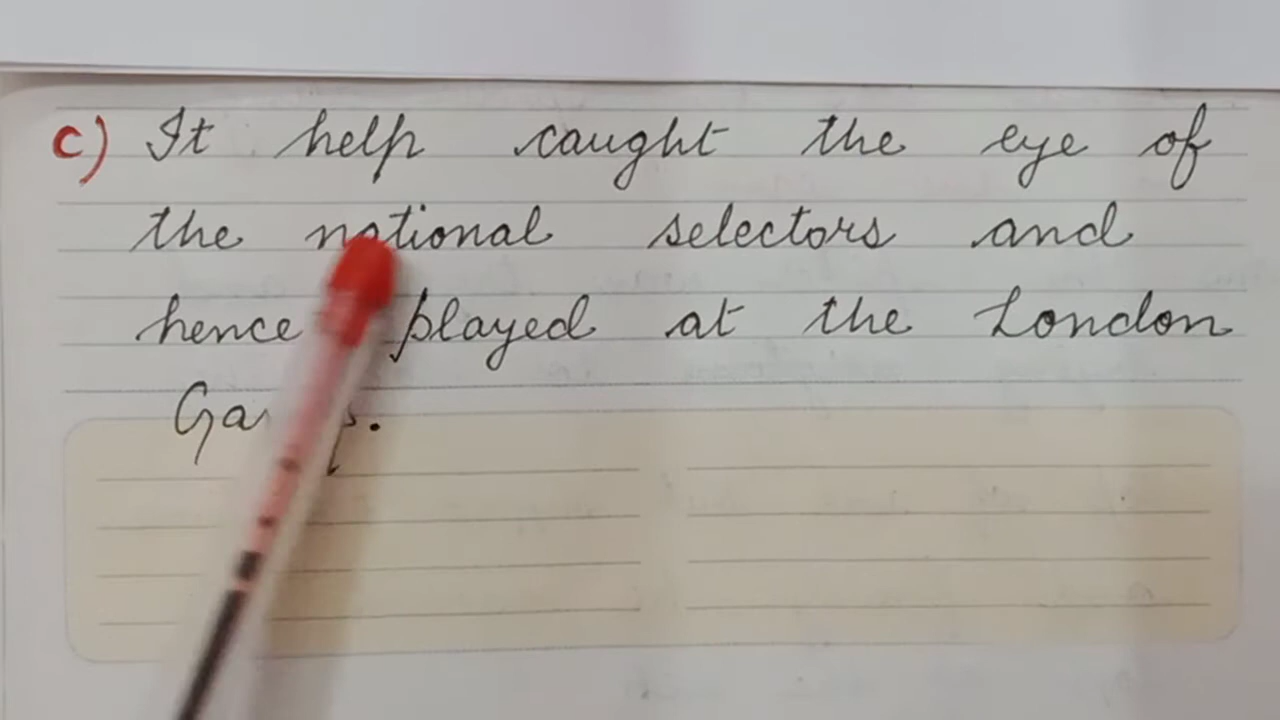 c) It help caught the eye of
the national selectors and
hence played at the London